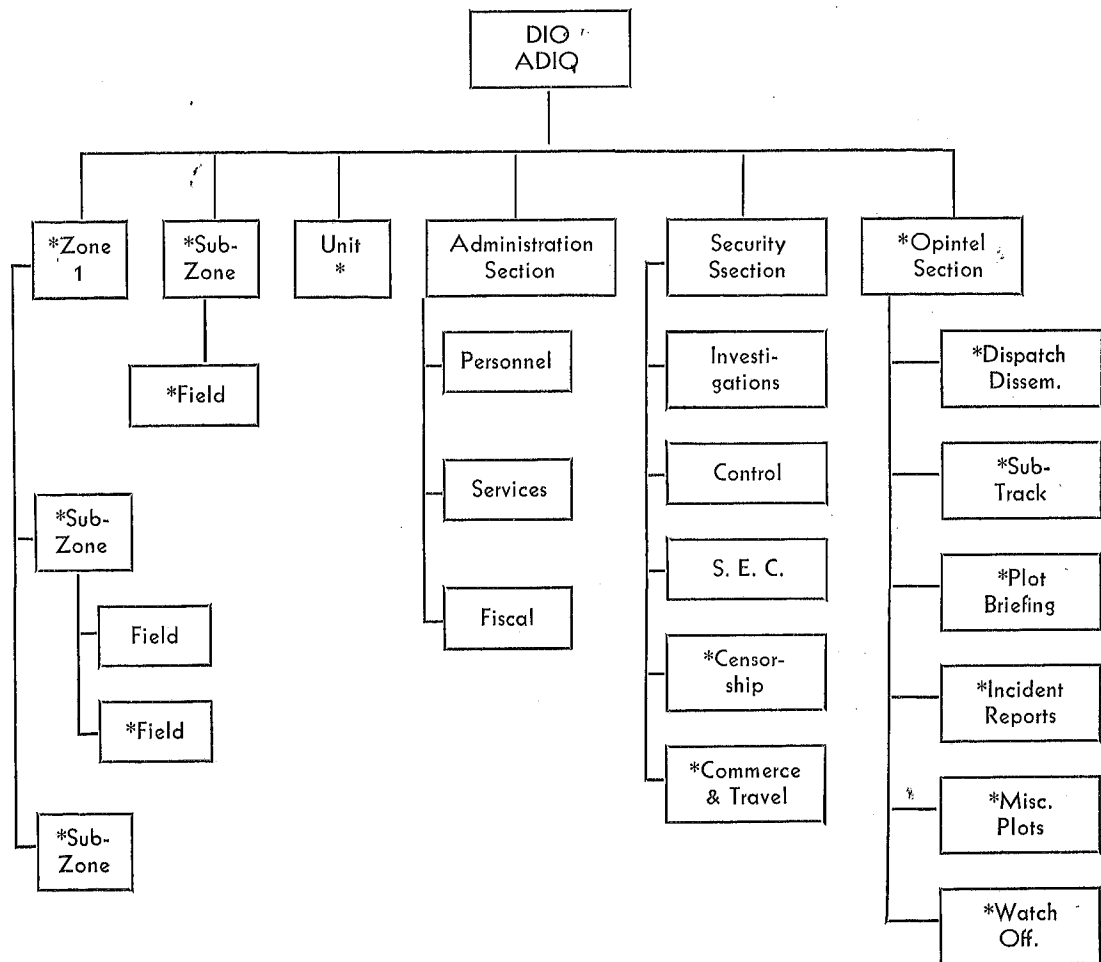 DIO
ADIO
*Zone
1
*Sub-
Zone
Unit
*
Administration
Section
Security
Ssection
*Opintel
Section
*Field
*Sub-
Zone
Field
*Field
*Sub-
Zone
Personnel
Services
Fiscal
Investi-
gations
Control
S. E. C.
*Censor-
ship
*Commerce
& Travel
*Dispatch
Dissem.
*Sub-
Track
*Plot
Briefing
*Incident
Reports
*Misc.
Plots
*Watch
Off.